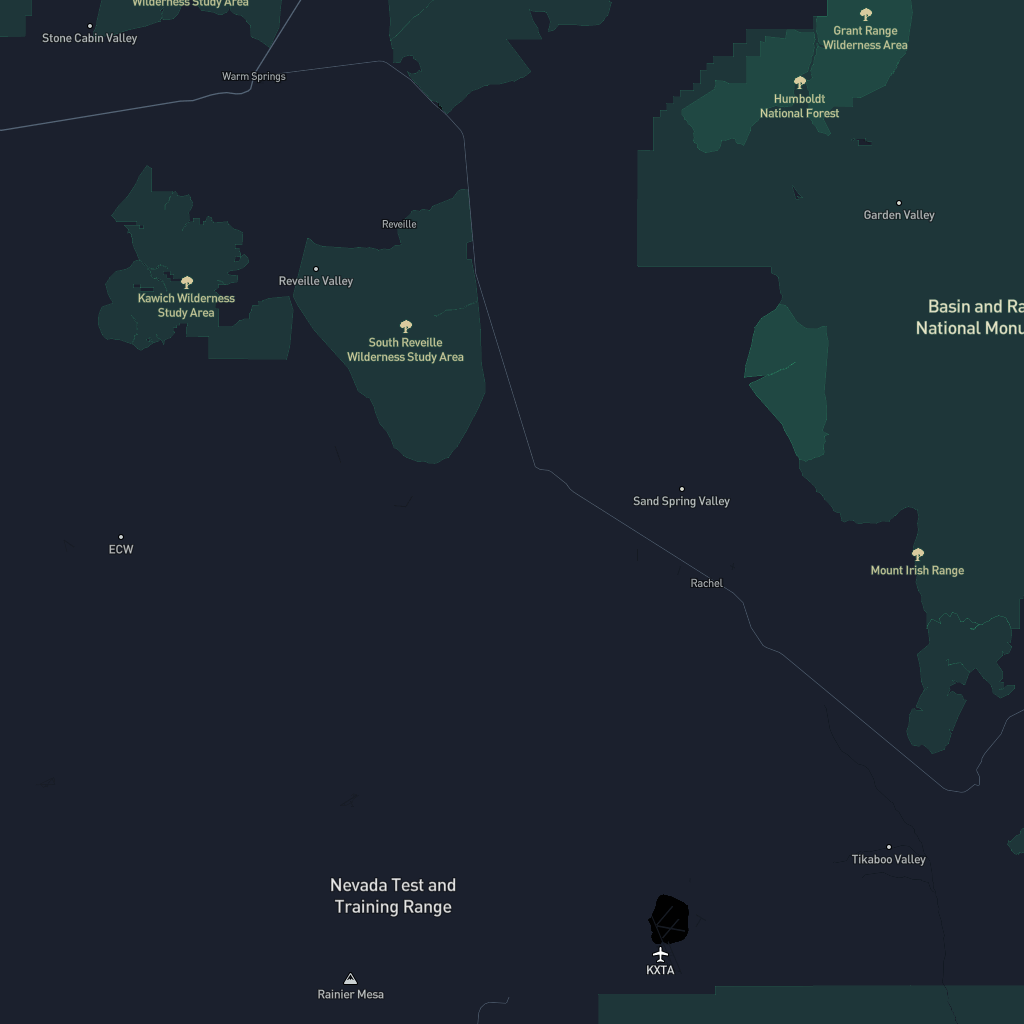 Wilderness Study Area
Stone Cabin Valley
Grant Range
Wilderness Area
Warm Springs
Humboldt
National Forest
Garden Valley
Reveille
Reveille Valley
Kawich Wilderness
Study Area
Basin and Ra
National Monu
South Reveille
Wilderness Study Area
Sand Spring Valley
ECW
Mount Irish Range
Rachel
Tikaboo Valley
Nevada Test and
Training Range
KXTA
Rainier Mesa